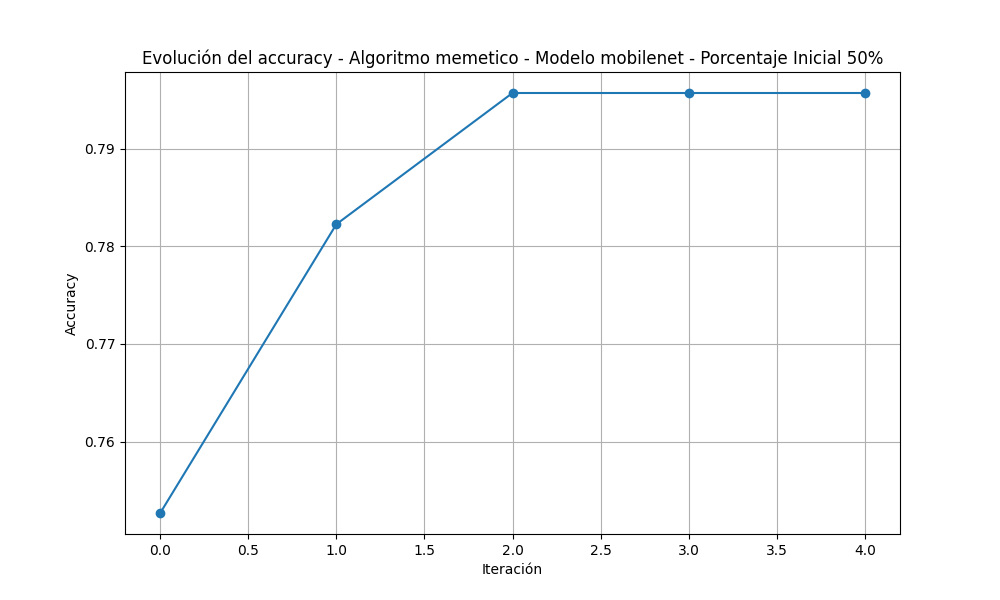 Evolución del accuracy - Algoritmo memetico - Modelo mobilenet - Porcentaje Inicial 50%
Accuracy
0.79
0.78
0.77
0.76
0.0 0.5 1.0 1.5 2.0 2.5 3.0 3.5 4.0
Iteración